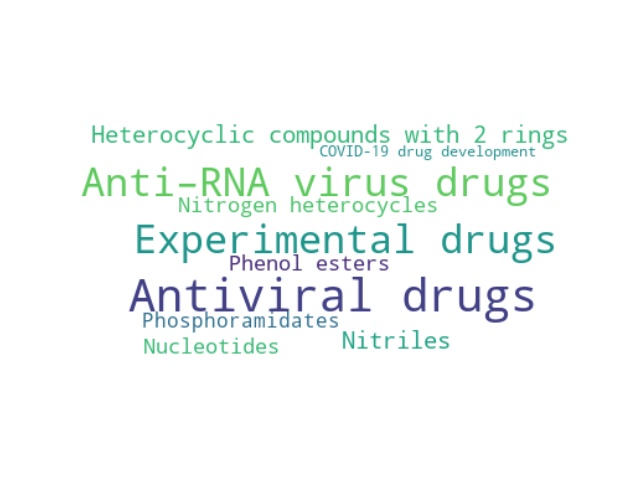 Heterocyclic compounds with 2 rings
COVID-19 drug development
Anti-RNA virus drugs
Nitrogen heterocycles
Experimental drugs
Phenol esters
Antiviral drugs
Phosphoramidates
Nitriles
Nucleotides